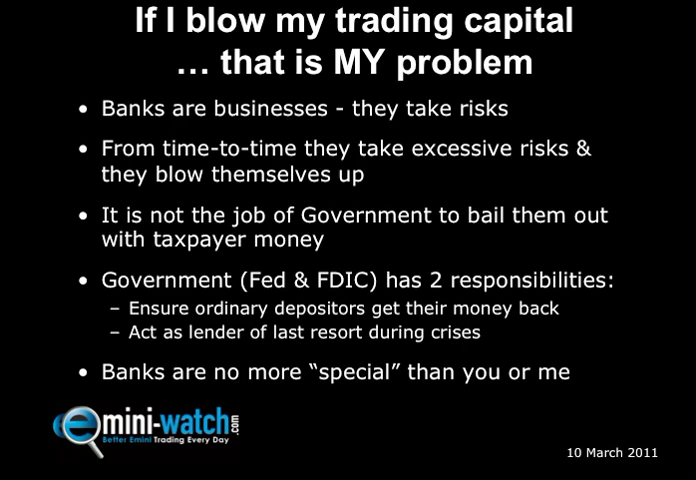 If I blow my trading capital
… that is MY problem
• Banks are businesses - they take risks
• From time-to-time they take excessive risks &
they blow themselves up
• It is not the job of Government to bail them out
with taxpayer money
• Government (Fed & FDIC) has 2 responsibilities:
– Ensure ordinary depositors get their money back
– Act as lender of last resort during crises
• Banks are no more “special” than you or me
emini-watch.com
Better Emini Trading Every Day
10 March 2011